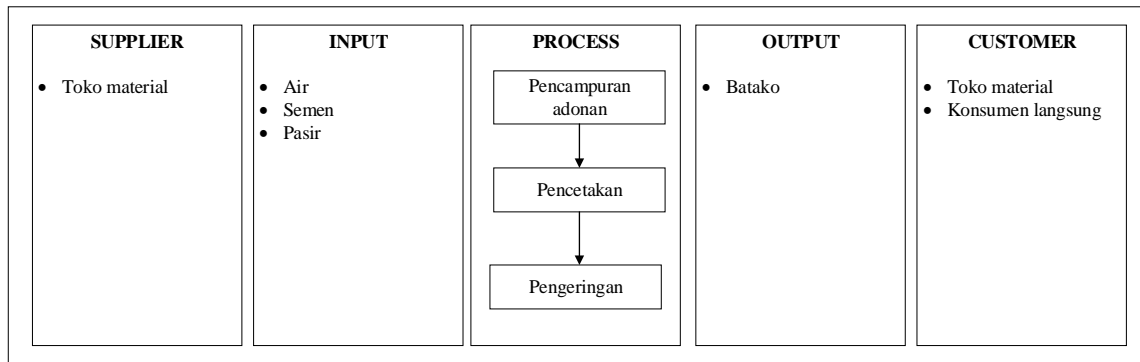 SUPPLIER
• Toko material
INPUT
• Air
• Semen
• Pasir
PROCESS
Pencampuran
adonan
Pencetakan
Pengeringan
OUTPUT
• Batako
CUSTOMER
• Toko material
• Konsumen langsung